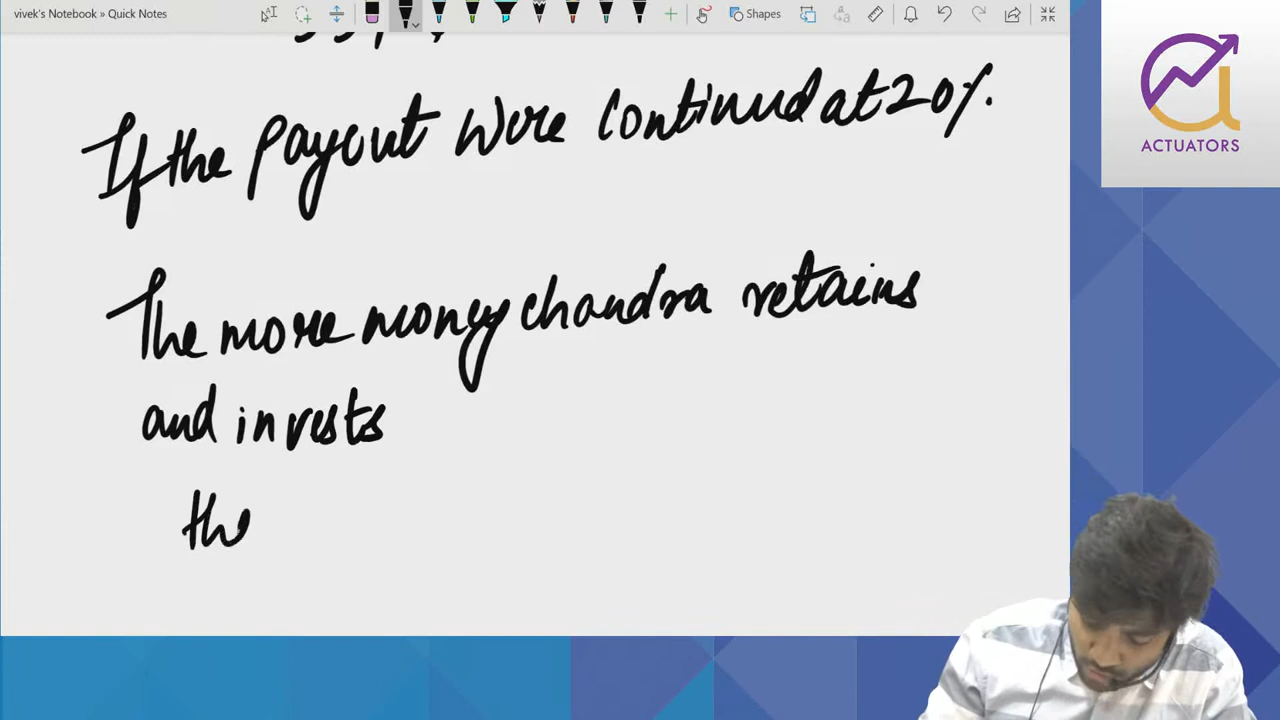 vivek's Notebook » Quick Notes
Shapes
If the payout were continued at 20%.
The more money chandra retains
and invests
the
ACTUATORS